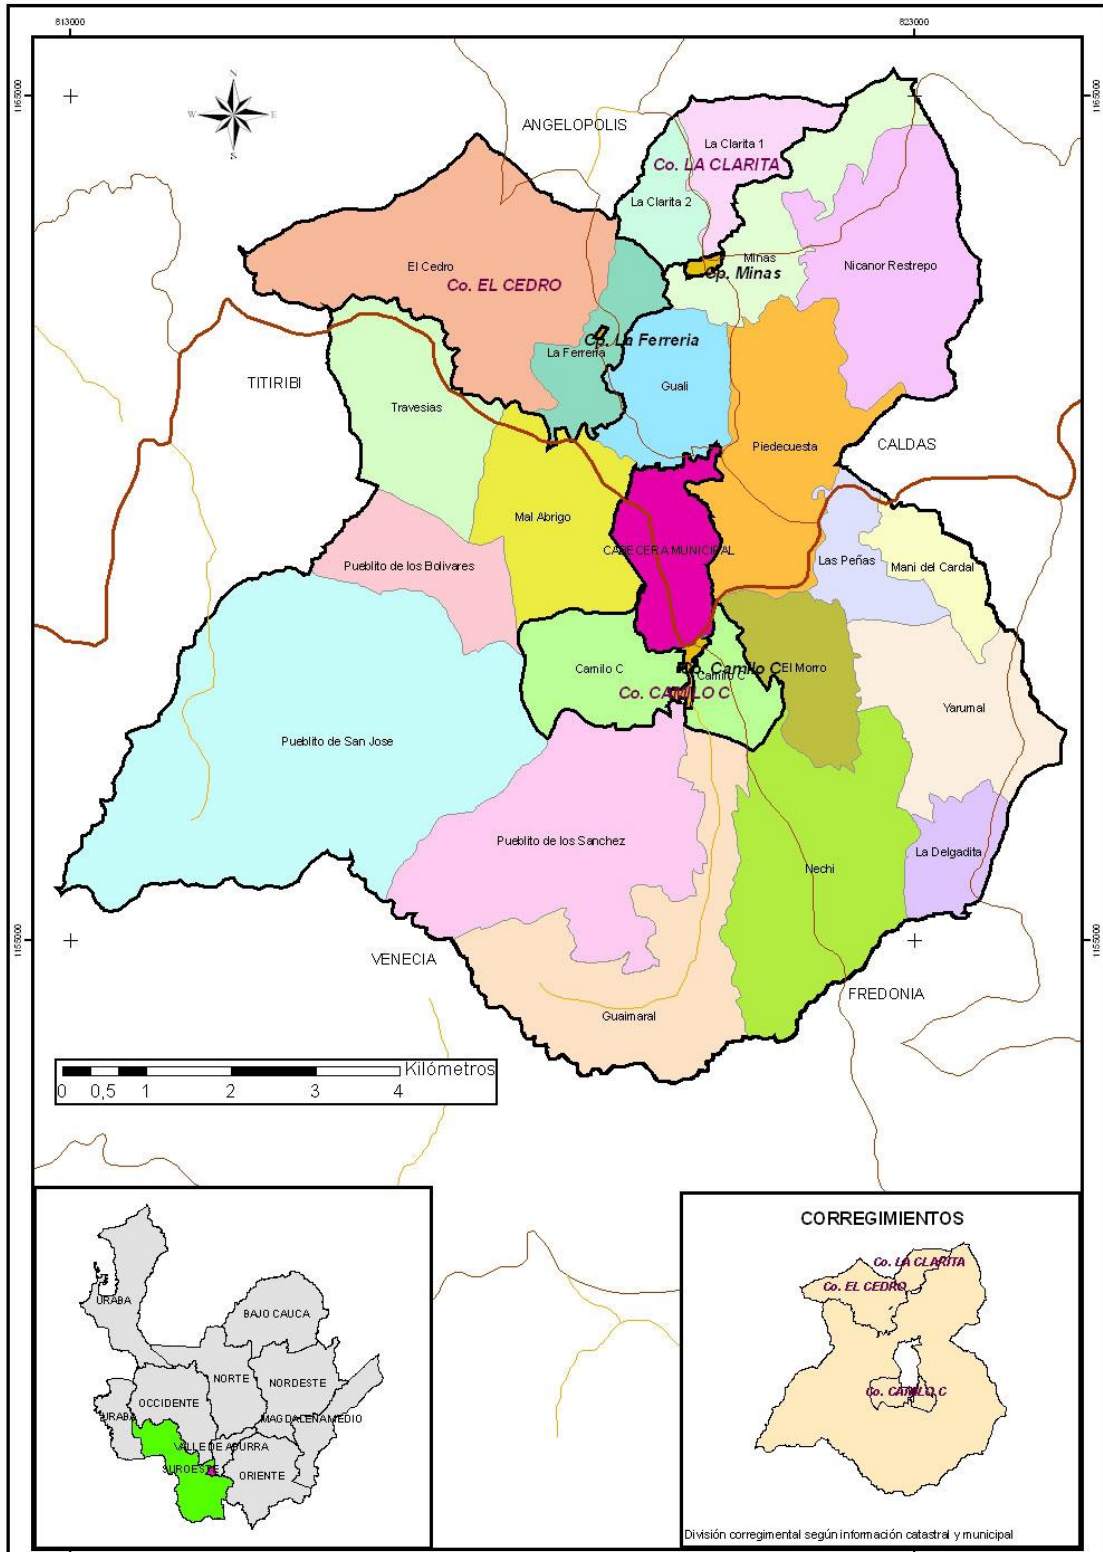 813000
823000
1165000
1165000
N
W
E
S
ANGELOPOLIS
La Clarita 1
Co. LA CLARITA
La Clarita 2
El Cedro
Co. EL CEDRO
Minas
Cp. Minas
Nicanor Restrepo
Cp. La Ferreria
La Ferreria
TITIRIBI
Guali
Travesias
CALDAS
Piedecuesta
Mal Abrigo
CABECERA MUNICIPAL
Las Peñas
Mani del Cardal
Pueblito de los Bolivares
Camilo C
Cp. Camilo C
Camilo C
El Morro
Co. CAMILO C
Yarumal
Pueblito de San Jose
Pueblito de los Sanchez
La Delgadita
Nechi
1155000
1155000
VENECIA
FREDONIA
Guaimaral
Kilómetros
0 0,5 1 2 3 4
URABA
BAJO CAUCA
NORTE
NORDESTE
OCCIDENTE
URABA
MAGDALENA MEDIO
VALLE DE ABURRA
SUROESTE
ORIENTE
CORREGIMIENTOS
Co. LA CLARITA
Co. EL CEDRO
Co. CAMILO C
División corregimental según información catastral y municipal